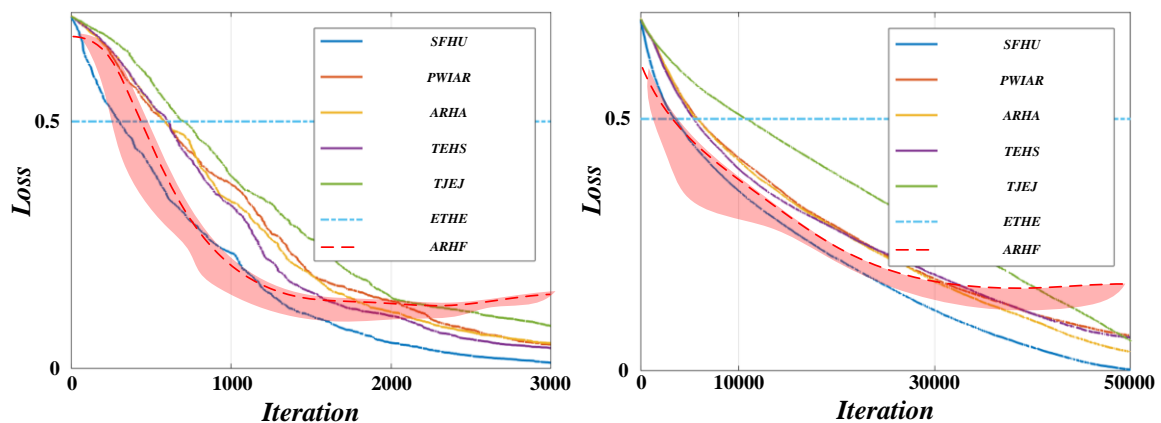 SFHU
PWIAR
ARHA
TEHS
TJEJ
ETHE
ARHF
0.5
0
Loss
0 1000 2000 3000
Iteration
SFHU
PWIAR
ARHA
TEHS
TJEJ
ETHE
ARHF
0.5
0
Loss
0 10000 30000 50000
Iteration